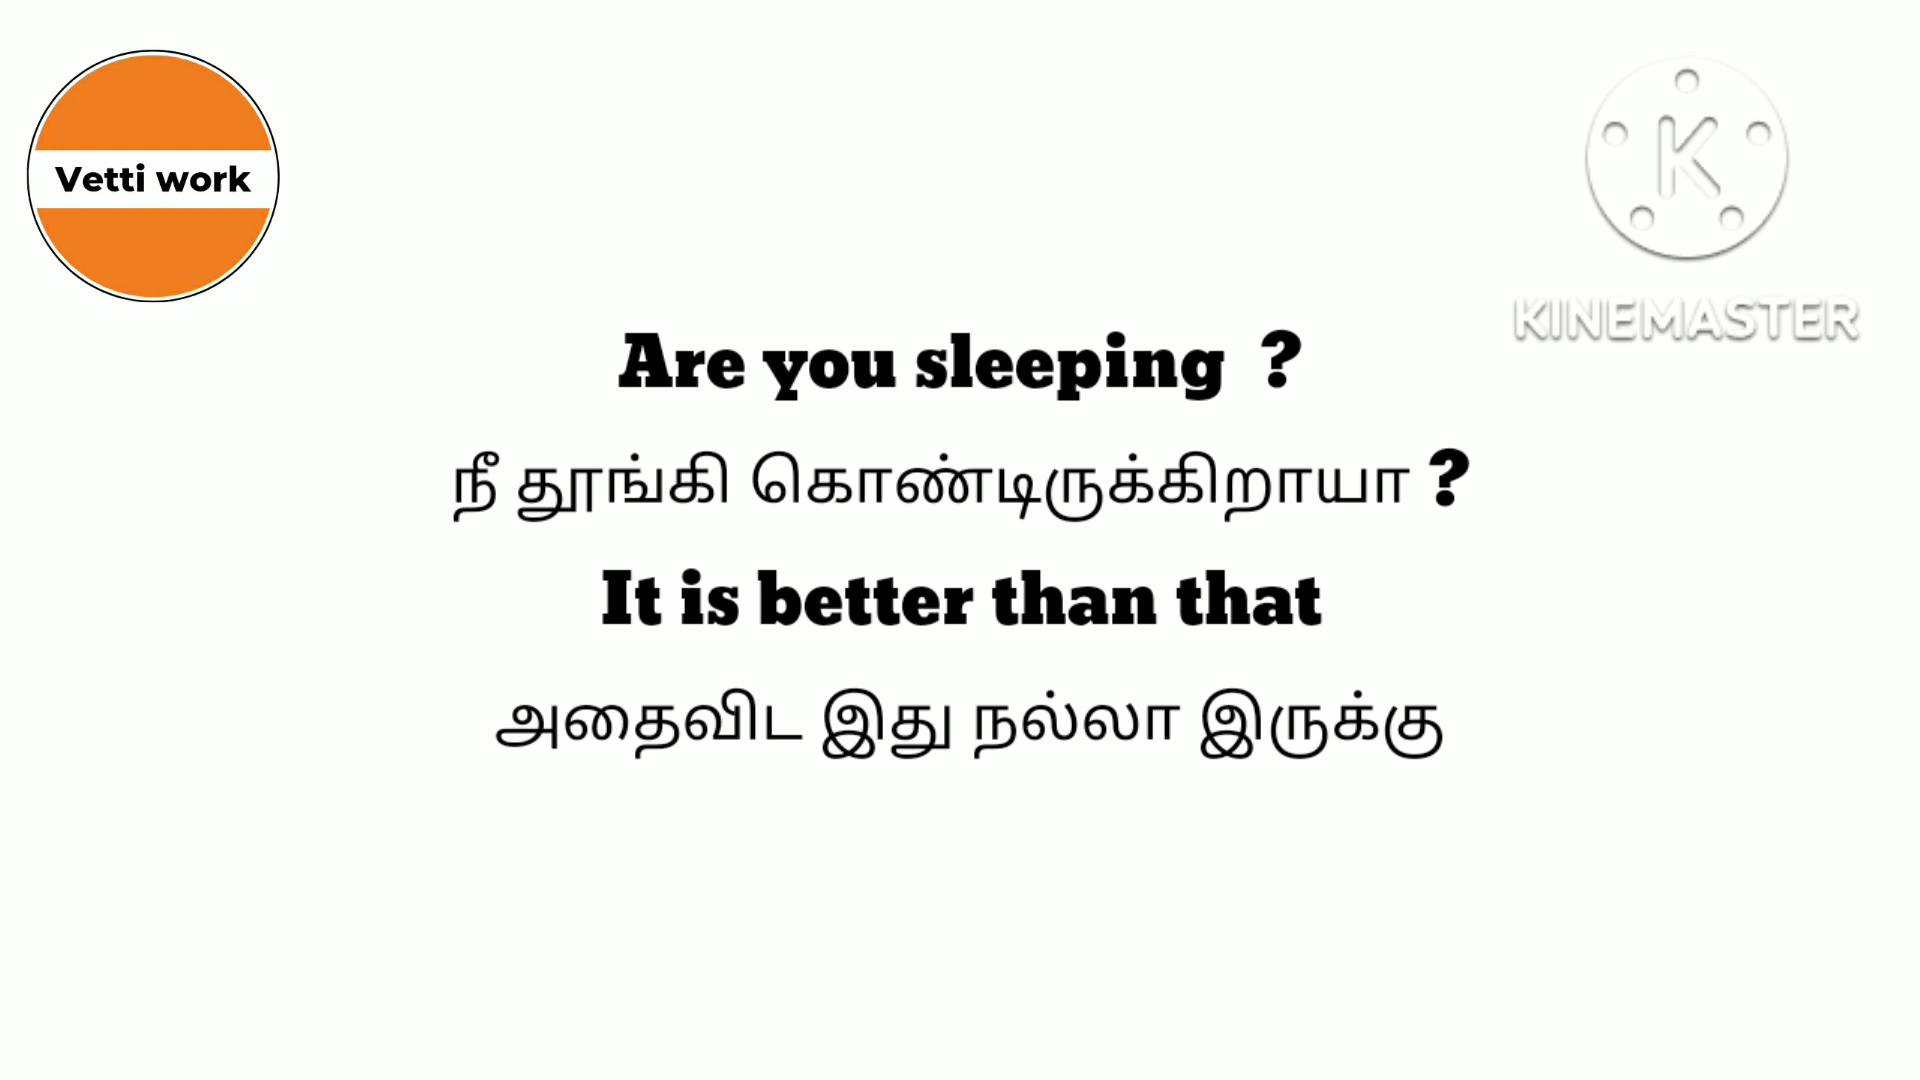 Vetti work
KINEMASTER
Are you sleeping ?
நீ தூங்கி கொண்டிருக்கிறாயா ?
It is better than that
அதைவிட இது நல்லா இருக்கு